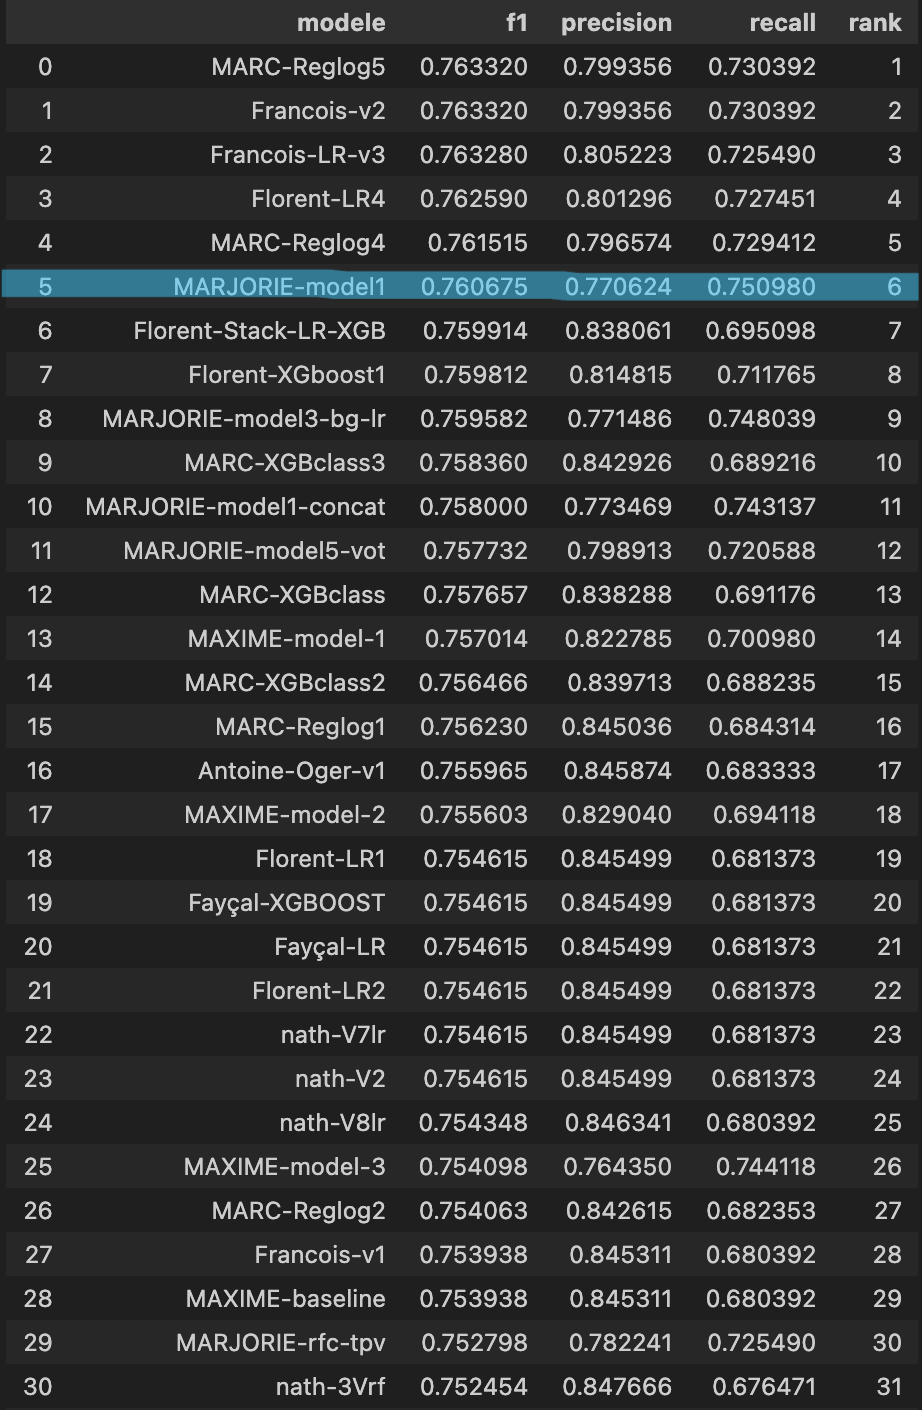 modele f1 precision recall rank
0 MARC-Reglog5 0.763320 0.799356 0.730392 1
1 Francois-v2 0.763320 0.799356 0.730392 2
2 Francois-LR-v3 0.763280 0.805223 0.725490 3
3 Florent-LR4 0.762590 0.801296 0.727451 4
4 MARC-Reglog4 0.761515 0.796574 0.729412 5
5 MARJORIE-model1 0.760675 0.770624 0.750980 6
6 Florent-Stack-LR-XGB 0.759914 0.838061 0.695098 7
7 Florent-XGboost1 0.759812 0.814815 0.711765 8
8 MARJORIE-model3-bg-lr 0.759582 0.771486 0.748039 9
9 MARC-XGBclass3 0.758360 0.842926 0.689216 10
10 MARJORIE-model1-concat 0.758000 0.773469 0.743137 11
11 MARJORIE-model5-vot 0.757732 0.798913 0.720588 12
12 MARC-XGBclass 0.757657 0.838288 0.691176 13
13 MAXIME-model-1 0.757014 0.822785 0.700980 14
14 MARC-XGBclass2 0.756466 0.839713 0.688235 15
15 MARC-Reglog1 0.756230 0.845036 0.684314 16
16 Antoine-Oger-v1 0.755965 0.845874 0.683333 17
17 MAXIME-model-2 0.755603 0.829040 0.694118 18
18 Florent-LR1 0.754615 0.845499 0.681373 19
19 Fayçal-XGBOOST 0.754615 0.845499 0.681373 20
20 Fayçal-LR 0.754615 0.845499 0.681373 21
21 Florent-LR2 0.754615 0.845499 0.681373 22
22 nath-V7lr 0.754615 0.845499 0.681373 23
23 nath-V2 0.754615 0.845499 0.681373 24
24 nath-V8lr 0.754348 0.846341 0.680392 25
25 MAXIME-model-3 0.754098 0.764350 0.744118 26
26 MARC-Reglog2 0.754063 0.842615 0.682353 27
27 Francois-v1 0.753938 0.845311 0.680392 28
28 MAXIME-baseline 0.753938 0.845311 0.680392 29
29 MARJORIE-rfc-tpv 0.752798 0.782241 0.725490 30
30 nath-3Vrf 0.752454 0.847666 0.676471 31